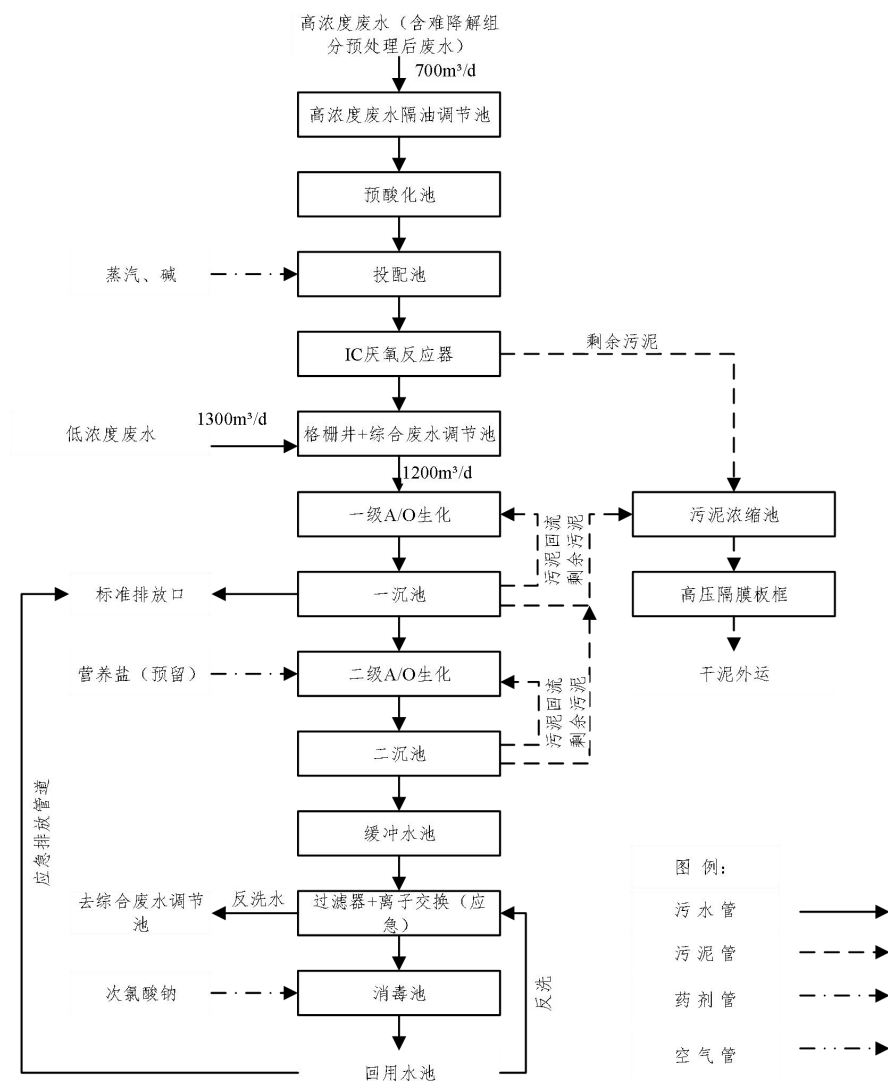 高浓度废水（含难降解组
分预处理后废水）
700m³/d
高浓度废水隔油调节池
预酸化池
蒸汽、碱
投配池
IC厌氧反应器
剩余污泥
低浓度废水
1300m³/d
格栅井+综合废水调节池
1200m³/d
一级A/O生化
污泥回流
剩余污泥
污泥浓缩池
标准排放口
一沉池
高压隔膜板框
营养盐（预留）
二级A/O生化
污泥回流
剩余污泥
干泥外运
二沉池
应急排放管道
缓冲水池
图 例：
去综合废水调节
池
反洗水
过滤器+离子交换（应
急）
污 水 管
污 泥 管
次氯酸钠
消毒池
反洗
药 剂 管
空 气 管
回用水池